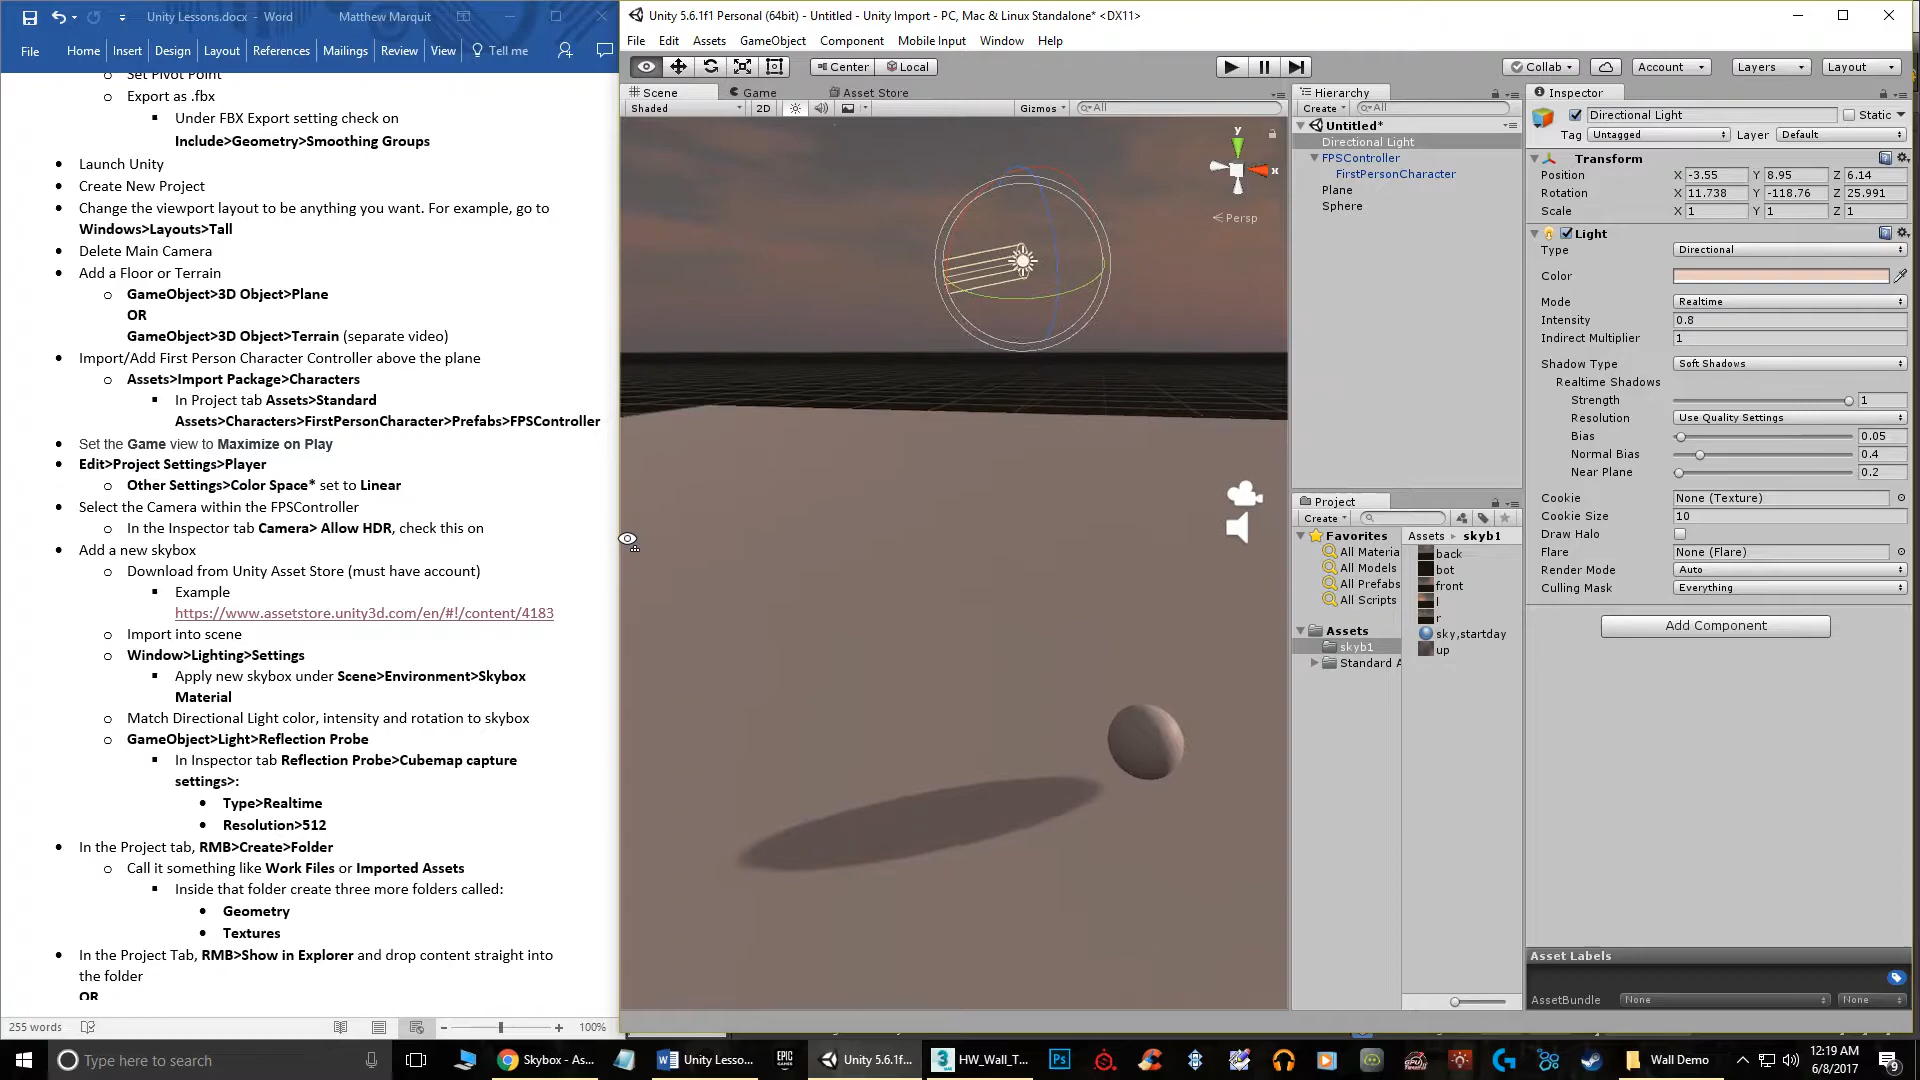 Unity Lessons.docx - Word
Matthew Marquit
File Home Insert Design Layout References Mailings Review View Tell me
Set Pivot Point
Export as .fbx
Under FBX Export setting check on
Include>Geometry>Smoothing Groups
Launch Unity
Create New Project
Change the viewport layout to be anything you want. For example, go to
Windows>Layouts>Tall
Delete Main Camera
Add a Floor or Terrain
GameObject>3D Object>Plane
OR
GameObject>3D Object>Terrain (separate video)
Import/Add First Person Character Controller above the plane
Assets>Import Package>Characters
In Project tab Assets>Standard
Assets>Characters>FirstPersonCharacter>Prefabs>FPSController
Set the Game view to Maximize on Play
Edit>Project Settings>Player
Other Settings>Color Space* set to Linear
Select the Camera within the FPSController
In the Inspector tab Camera> Allow HDR, check this on
Add a new skybox
Download from Unity Asset Store (must have account)
Example
https://www.assetstore.unity3d.com/en/#!/content/4183
Import into scene
Window>Lighting>Settings
Apply new skybox under Scene>Environment>Skybox
Material
Match Directional Light color, intensity and rotation to skybox
GameObject>Light>Reflection Probe
In Inspector tab Reflection Probe>Cubemap capture
settings>:
Type>Realtime
Resolution>512
In the Project tab, RMB>Create>Folder
Call it something like Work Files or Imported Assets
Inside that folder create three more folders called:
Geometry
Textures
In the Project Tab, RMB>Show in Explorer and drop content straight into
the folder
OR
255 words
100%
Unity 5.6.1f1 Personal (64bit) - Untitled - Unity Import - PC, Mac & Linux Standalone* <DX11>
File Edit Assets GameObject Component Mobile Input Window Help
Center Local
Collab Account Layers Layout
Scene Game Asset Store
Shaded 2D Gizmos All
y
x
Persp
Hierarchy
Create All
Untitled*
Directional Light
FPSController
FirstPersonCharacter
Plane
Sphere
Project
Create
Favorites
All Materia
All Models
All Prefabs
All Scripts
Assets
skyb1
Standard A
Assets skyb1
back
bot
front
l
r
sky,startday
up
Inspector
Directional Light Static
Tag Untagged Layer Default
Transform
Position X -3.55 Y 8.95 Z 6.14
Rotation X 11.738 Y -118.76 Z 25.991
Scale X 1 Y 1 Z 1
Light
Type Directional
Color
Mode Realtime
Intensity 0.8
Indirect Multiplier 1
Shadow Type Soft Shadows
Realtime Shadows
Strength 1
Resolution Use Quality Settings
Bias 0.05
Normal Bias 0.4
Near Plane 0.2
Cookie None (Texture)
Cookie Size 10
Draw Halo
Flare None (Flare)
Render Mode Auto
Culling Mask Everything
Add Component
Asset Labels
AssetBundle None None
Type here to search
Skybox - As...
Unity Lesso...
EPIC GAMES
Unity 5.6.1f...
HW_Wall_T...
Ps
Wall Demo
12:19 AM
6/8/2017
9